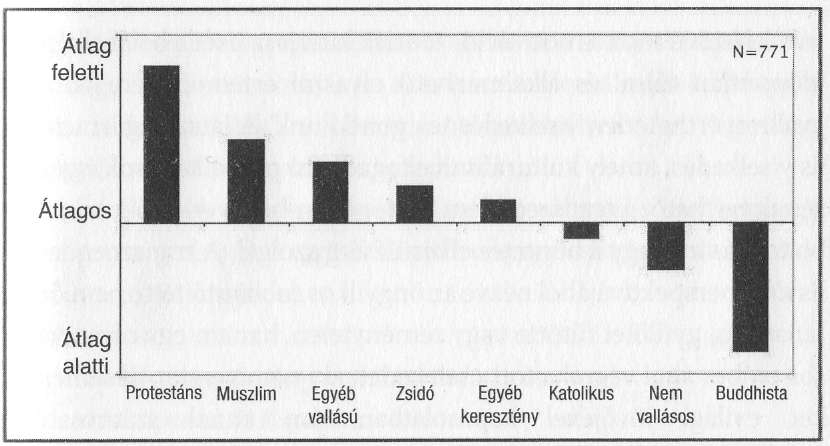 Átlag
feletti
N=771
Átlagos
Átlag
alatti
Protestáns
Muszlim
Egyéb
vallású
Zsidó
Egyéb
keresztény
Katolikus
Nem
vallásos
Buddhista